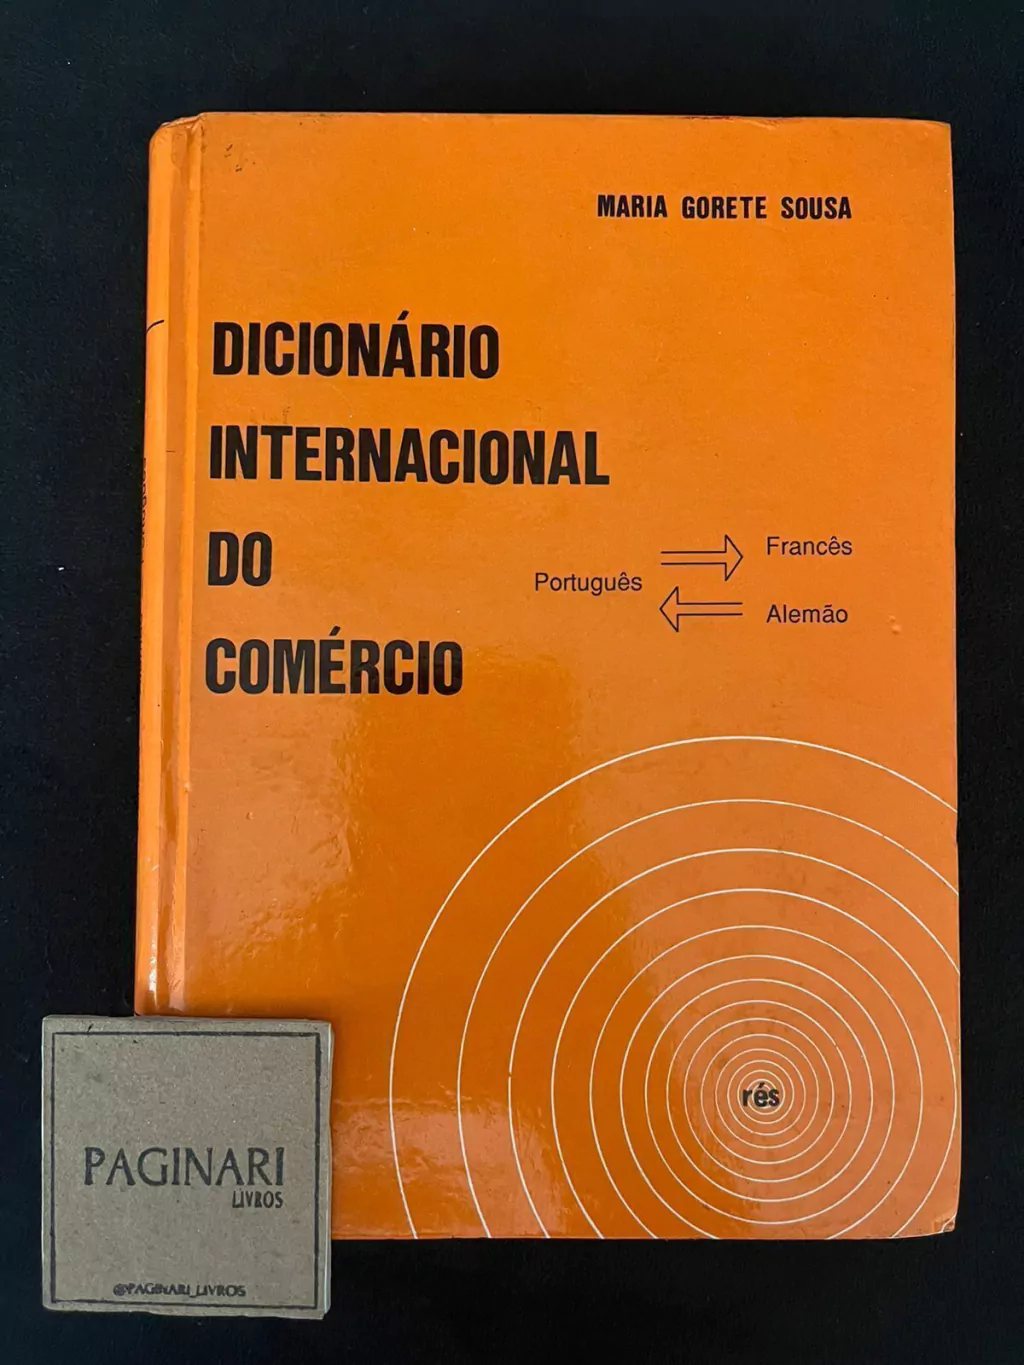 MARIA GORETE SOUSA
DICIONÁRIO
INTERNACIONAL
DO
COMÉRCIO
Português
Francês
Alemão
rés
PAGINARI
LIVROS
@PAGINARI_LIVROS